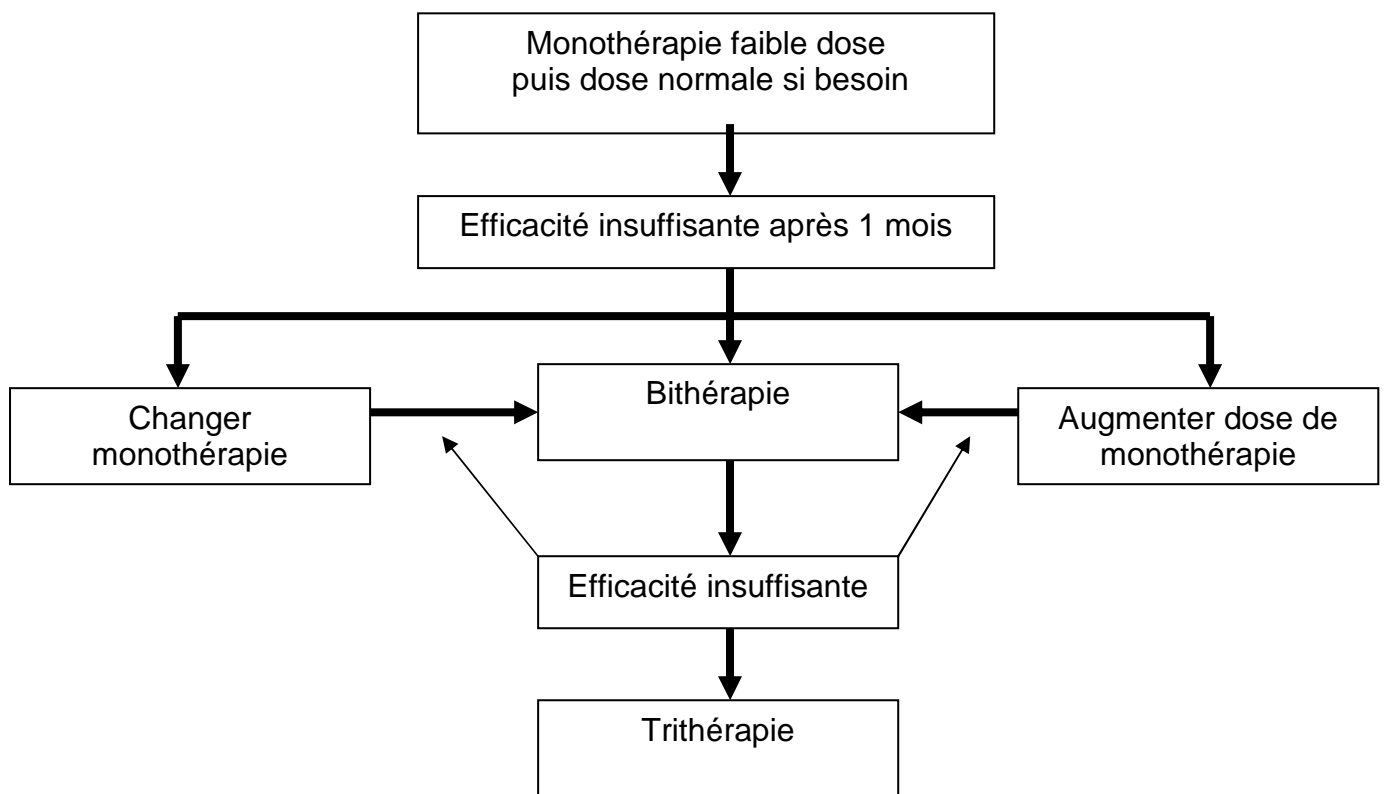 Monothérapie faible dose
puis dose normale si besoin
Efficacité insuffisante après 1 mois
Changer
monothérapie
Bithérapie
Augmenter dose de
monothérapie
Efficacité insuffisante
Trithérapie